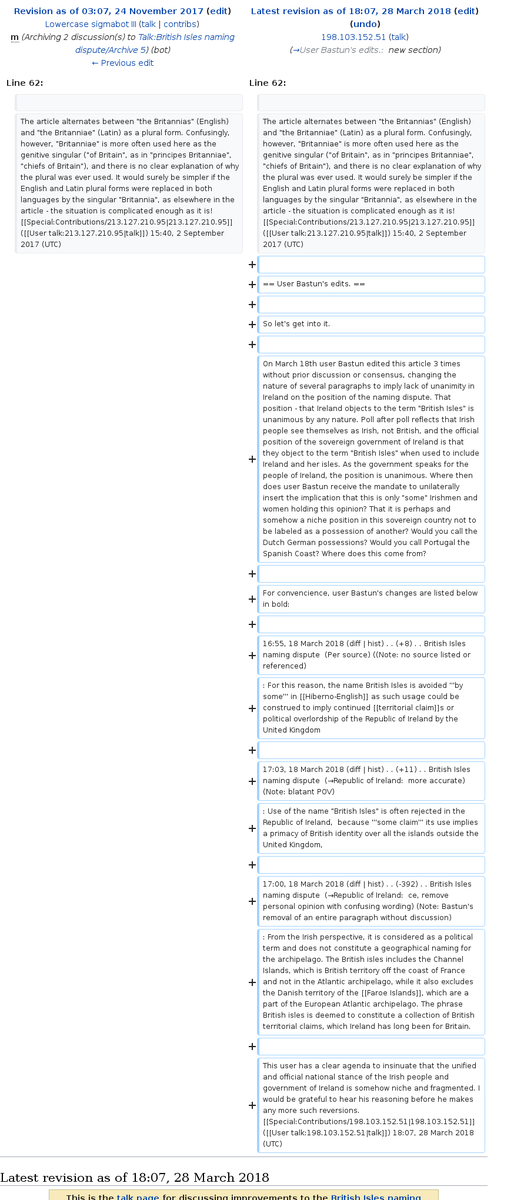 Revision as of 03:07, 24 November 2017 (edit)
Lowercase sigmabot III (talk | contribs)
m (Archiving 2 discussion(s) to Talk:British Isles naming
dispute/Archive 5) (bot)
← Previous edit
Latest revision as of 18:07, 28 March 2018 (edit)
(undo)
198.103.152.51 (talk)
(→User Bastun's edits.: new section)
Line 62:
Line 62:
The article alternates between "the Britannias" (English)
and "the Britanniae" (Latin) as a plural form. Confusingly,
however, "Britanniae" is more often used here as the
genitive singular ("of Britain", as in "principes Britanniae",
"chiefs of Britain"), and there is no clear explanation of why
the plural was ever used. It would surely be simpler if the
English and Latin plural forms were replaced in both
languages by the singular "Britannia", as elsewhere in the
article - the situation is complicated enough as it is!
[[Special:Contributions/213.127.210.95|213.127.210.95]]
([[User talk:213.127.210.95|talk]]) 15:40, 2 September
2017 (UTC)
The article alternates between "the Britannias" (English)
and "the Britanniae" (Latin) as a plural form. Confusingly,
however, "Britanniae" is more often used here as the
genitive singular ("of Britain", as in "principes Britanniae",
"chiefs of Britain"), and there is no clear explanation of why
the plural was ever used. It would surely be simpler if the
English and Latin plural forms were replaced in both
languages by the singular "Britannia", as elsewhere in the
article - the situation is complicated enough as it is!
[[Special:Contributions/213.127.210.95|213.127.210.95]]
([[User talk:213.127.210.95|talk]]) 15:40, 2 September
2017 (UTC)
+
+ == User Bastun's edits. ==
+
+ So let's get into it.
+
+ On March 18th user Bastun edited this article 3 times
without prior discussion or consensus, changing the
nature of several paragraphs to imply lack of unanimity in
Ireland on the position of the naming dispute. That
position - that Ireland objects to the term "British Isles" is
unanimous by any nature. Poll after poll reflects that Irish
people see themselves as Irish, not British, and the official
position of the sovereign government of Ireland is that
they object to the term "British Isles" when used to include
Ireland and her isles. As the government speaks for the
people of Ireland, the position is unanimous. Where then
does user Bastun receive the mandate to unilaterally
insert the implication that this is only "some" Irishmen and
women holding this opinion? That it is perhaps and
somehow a niche position in this sovereign country not to
be labeled as a possession of another? Would you call the
Dutch German possessions? Would you call Portugal the
Spanish Coast? Where does this come from?
+
+ For convencience, user Bastun's changes are listed below
in bold:
+
+ 16:55, 18 March 2018 (diff | hist) . . (+8) . . British Isles
naming dispute (Per source) ((Note: no source listed or
referenced)
+ : For this reason, the name British Isles is avoided '''by
some''' in [[Hiberno-English]] as such usage could be
construed to imply continued [[territorial claim]]s or
political overlordship of the Republic of Ireland by the
United Kingdom
+
+ 17:03, 18 March 2018 (diff | hist) . . (+11) . . British Isles
naming dispute (→Republic of Ireland: more accurate)
(Note: blatant POV)
+ : Use of the name "British Isles" is often rejected in the
Republic of Ireland, because '''some claim''' its use implies
a primacy of British identity over all the islands outside the
United Kingdom,
+
+ 17:00, 18 March 2018 (diff | hist) . . (-392) . . British Isles
naming dispute (→Republic of Ireland: ce, remove
personal opinion with confusing wording) (Note: Bastun's
removal of an entire paragraph without discussion)
+ : From the Irish perspective, it is considered as a political
term and does not constitute a geographical naming for
the archipelago. The British isles includes the Channel
Islands, which is British territory off the coast of France
and not in the Atlantic archipelago, while it also excludes
the Danish territory of the [[Faroe Islands]], which are a
part of the European Atlantic archipelago. The phrase
British isles is deemed to constitute a collection of British
territorial claims, which Ireland has long been for Britain.
+
+ This user has a clear agenda to insinuate that the unified
and official national stance of the Irish people and
government of Ireland is somehow niche and fragmented. I
would be grateful to hear his reasoning before he makes
any more such reversions.
[[Special:Contributions/198.103.152.51|198.103.152.51]]
([[User talk:198.103.152.51|talk]]) 18:07, 28 March 2018
(UTC)
Latest revision as of 18:07, 28 March 2018
This is the talk page for discussing improvements to the British Isles naming